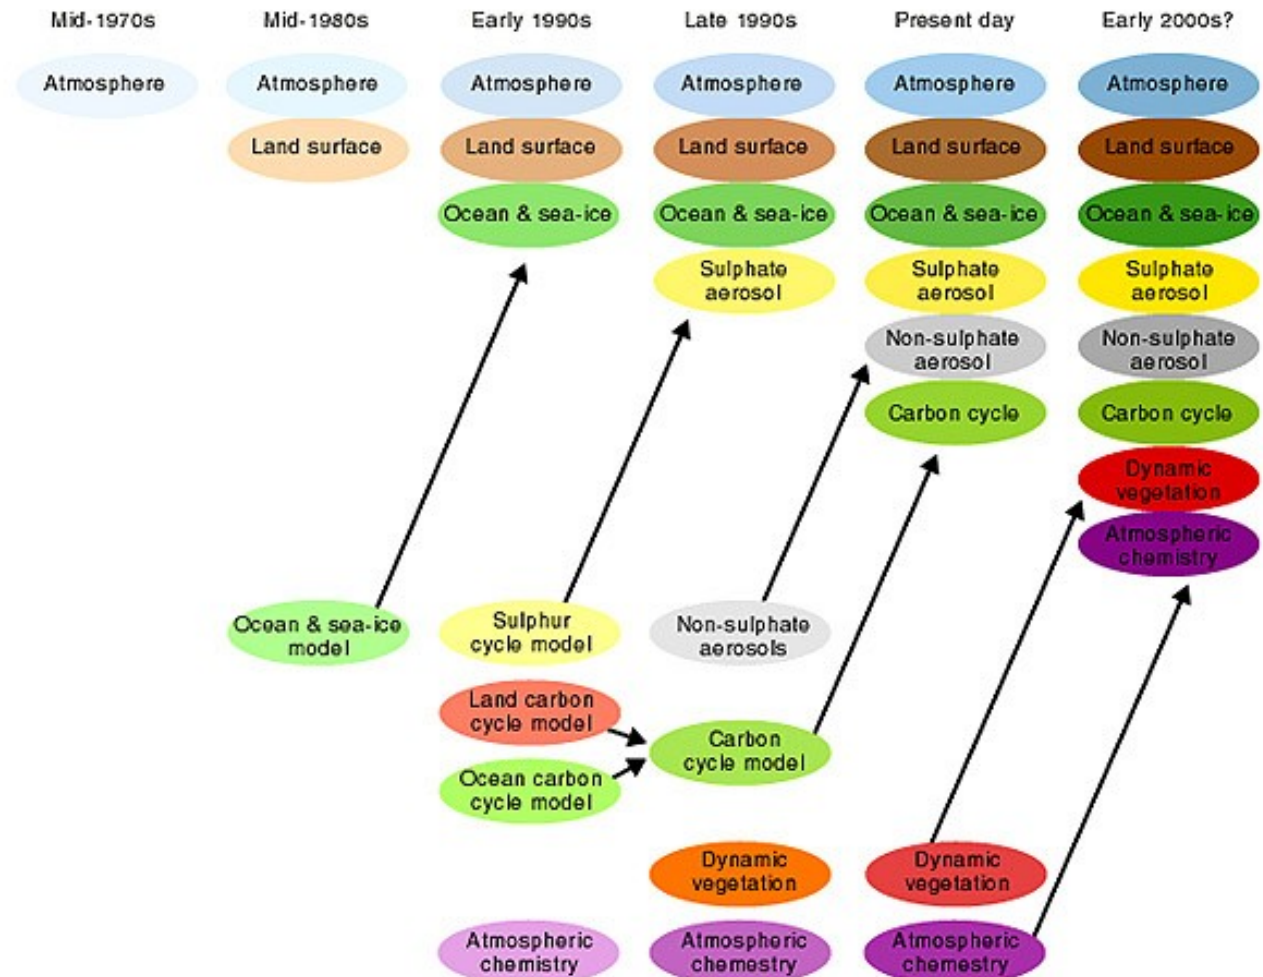 Mid-1970s Mid-1980s Early 1990s Late 1990s Present day Early 2000s?
Atmosphere Atmosphere Atmosphere Atmosphere Atmosphere Atmosphere
Land surface Land surface Land surface Land surface Land surface
Ocean & sea-ice Ocean & sea-ice Ocean & sea-ice Ocean & sea-ice
Sulphate Sulphate Sulphate
aerosol aerosol aerosol
Non-sulphate Non-sulphate
aerosol aerosol
Carbon cycle Carbon cycle
Dynamic
vegetation
Atmospheric
chemistry
Ocean & sea-ice Sulphur Non-sulphate
model cycle model aerosols
Land carbon
cycle model
Carbon
cycle model
Ocean carbon
cycle model
Dynamic Dynamic
vegetation vegetation
Atmospheric Atmospheric Atmospheric
chemistry chemestry chemestry